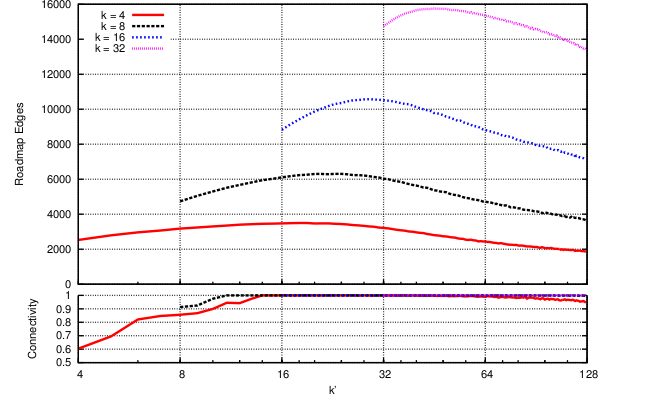 16000
14000
12000
10000
8000
6000
4000
2000
0
Roadmap Edges
k = 4
k = 8
k = 16
k = 32
1
0.9
0.8
0.7
0.6
0.5
Connectivity
4 8 16 32 64 128
k'